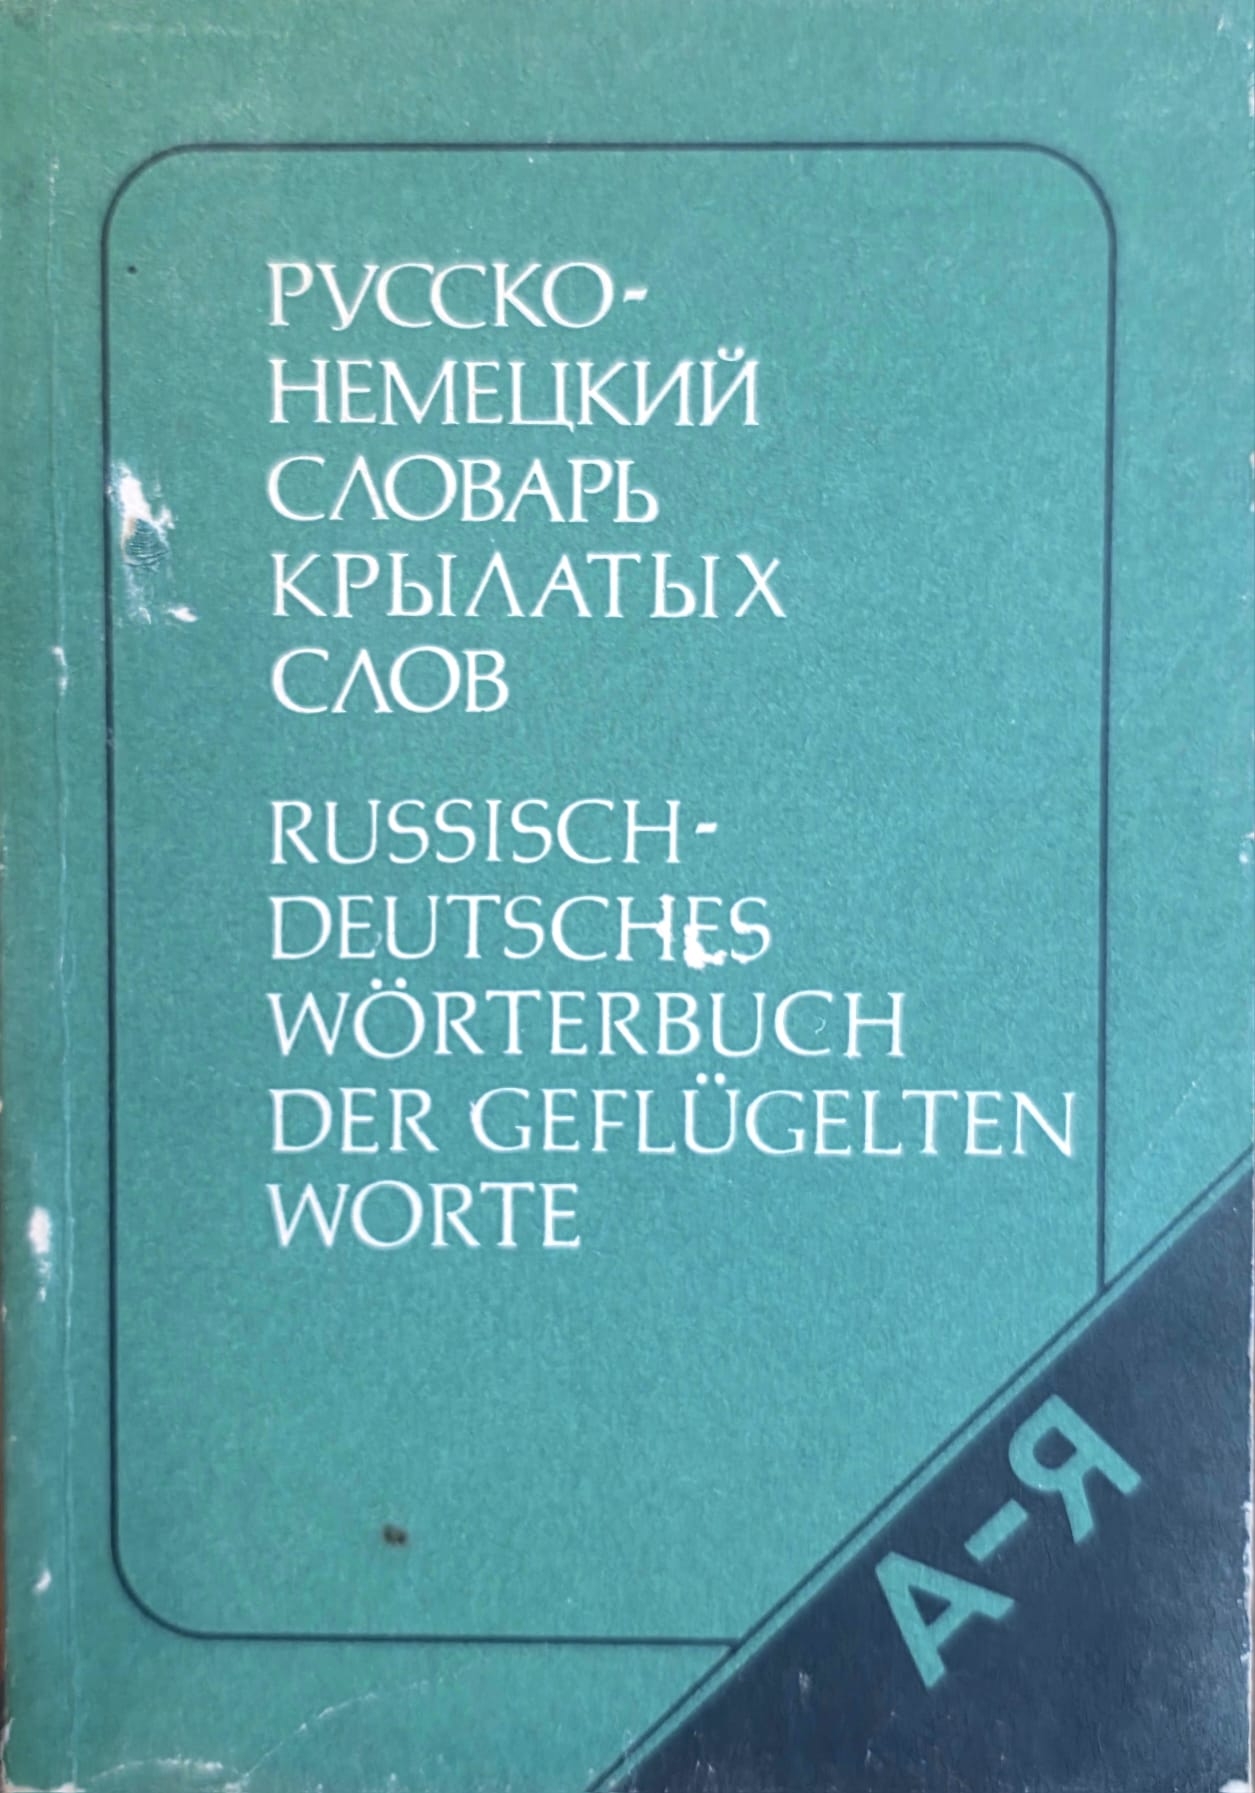 РУССКО-
НЕМЕЦКИЙ
СЛОВАРЬ
КРЫЛАТЫХ
СЛОВ
RUSSISCH-
DEUTSCHES
WÖRTERBUCH
DER GEFLÜGELTEN
WORTE
А-Я